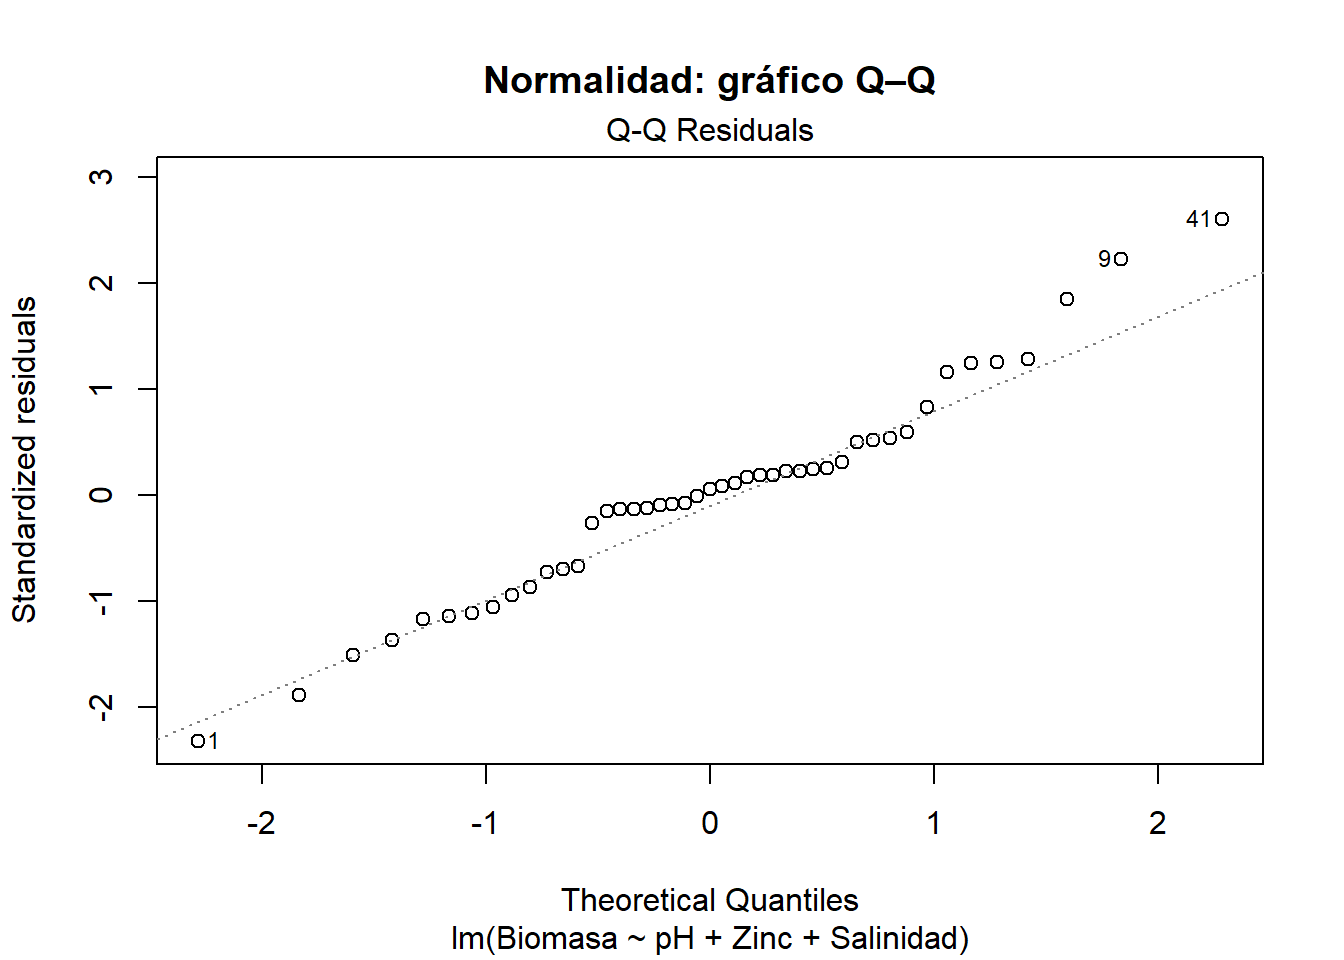 Normalidad: gráfico Q–Q
Q-Q Residuals
3
2
1
0
-1
-2
Standardized residuals
41
9
1
-2
-1
0
1
2
Theoretical Quantiles
lm(Biomasa ~ pH + Zinc + Salinidad)